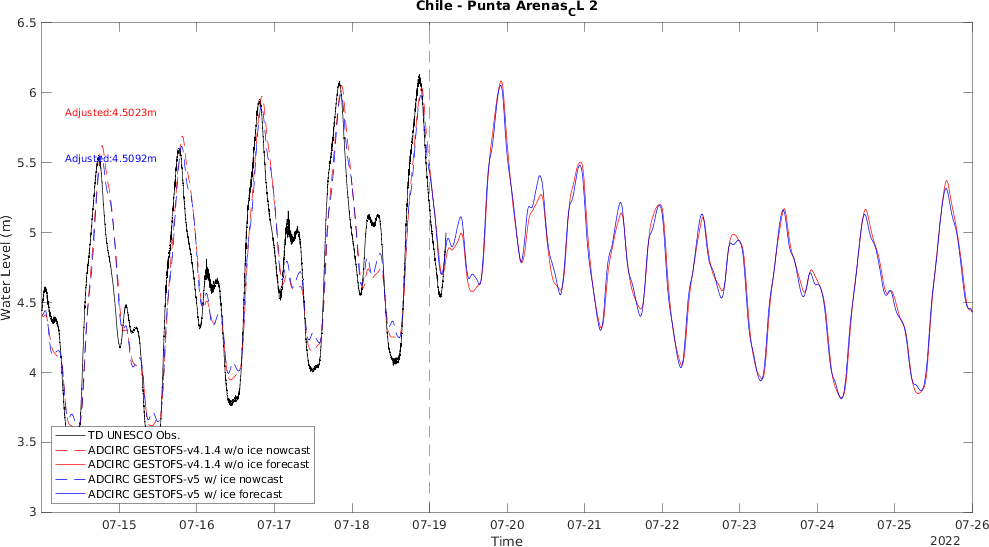 Chile - Punta Arenas_CL 2
6.5
6
5.5
5
4.5
4
3.5
3
Water Level (m)
Adjusted:4.5023m
Adjusted:4.5092m
TD UNESCO Obs.
ADCIRC GESTOFS-v4.1.4 w/o ice nowcast
ADCIRC GESTOFS-v4.1.4 w/o ice forecast
ADCIRC GESTOFS-v5 w/ ice nowcast
ADCIRC GESTOFS-v5 w/ ice forecast
07-15 07-16 07-17 07-18 07-19 07-20 07-21 07-22 07-23 07-24 07-25 07-26
Time
2022